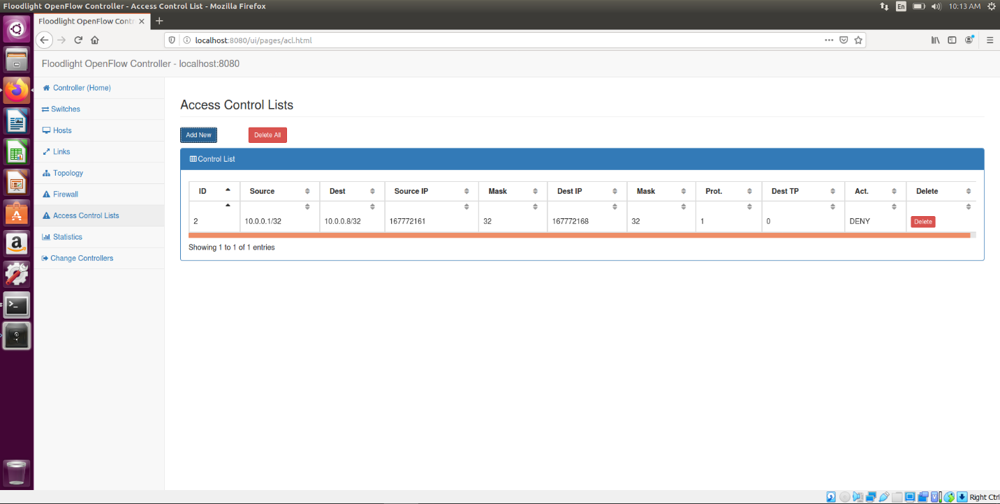 Floodlight OpenFlow Controller - Access Control List - Mozilla Firefox
En
10:13 AM
Floodlight OpenFlow Contr
localhost:8080/ui/pages/acl.html
Floodlight OpenFlow Controller - localhost:8080
Controller (Home)
Switches
Hosts
Links
Topology
Firewall
Access Control Lists
Statistics
Change Controllers
Access Control Lists
Add New Delete All
Control List
ID Source Dest Source IP Mask Dest IP Mask Prot. Dest TP Act. Delete
2 10.0.0.1/32 10.0.0.8/32 167772161 32 167772168 32 1 0 DENY Delete
Showing 1 to 1 of 1 entries
Right Ctrl